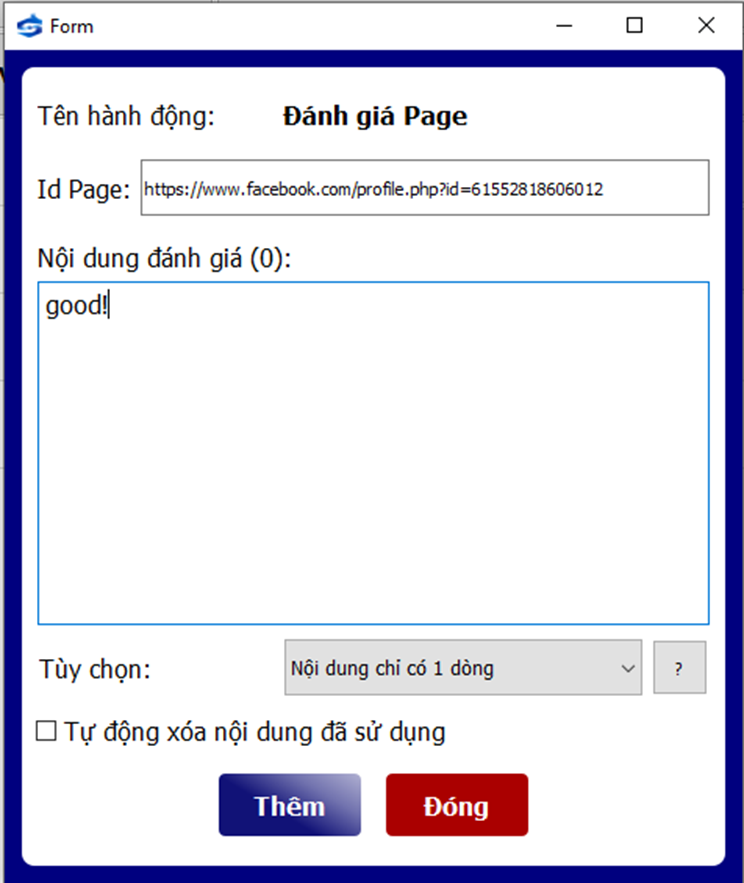 Form
Tên hành động: Đánh giá Page
Id Page: https://www.facebook.com/profile.php?id=61552818606012
Nội dung đánh giá (0):
good!
Tùy chọn: Nội dung chỉ có 1 dòng ?
Tự động xóa nội dung đã sử dụng
Thêm Đóng